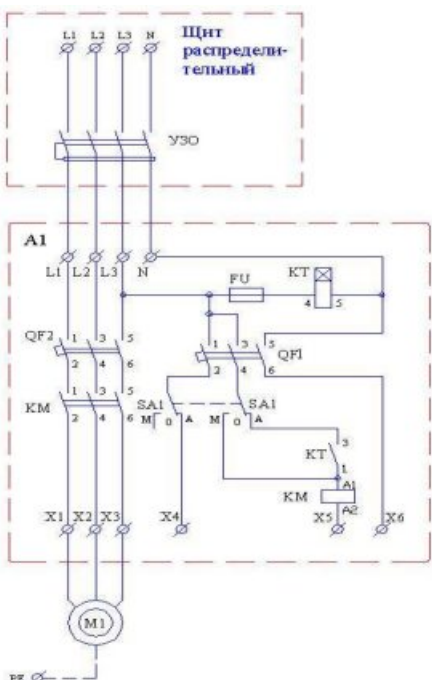 L1 L2 L3 N
Щит
распредели-
тельный
УЗО
A1
L1 L2 L3 N
FU
KT
4 5
QF2
1 3 5
2 4 6
1 3 5
QF1
2 4 6
KM
1 3 5
2 4 6
SA1
SA1
M 0 A
M 0 A
3
KT
1
A1
KM
A2
X1 X2 X3
X4
X5
X6
M1
PE